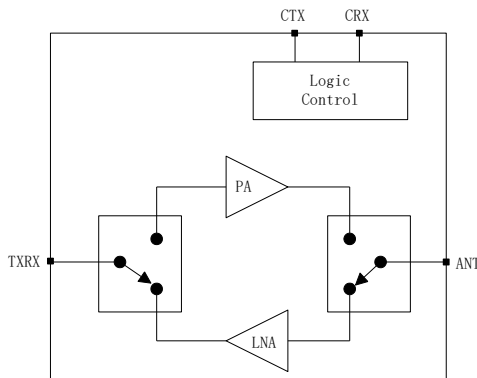 CTX CRX
Logic
Control
PA
TXRX
ANT
LNA